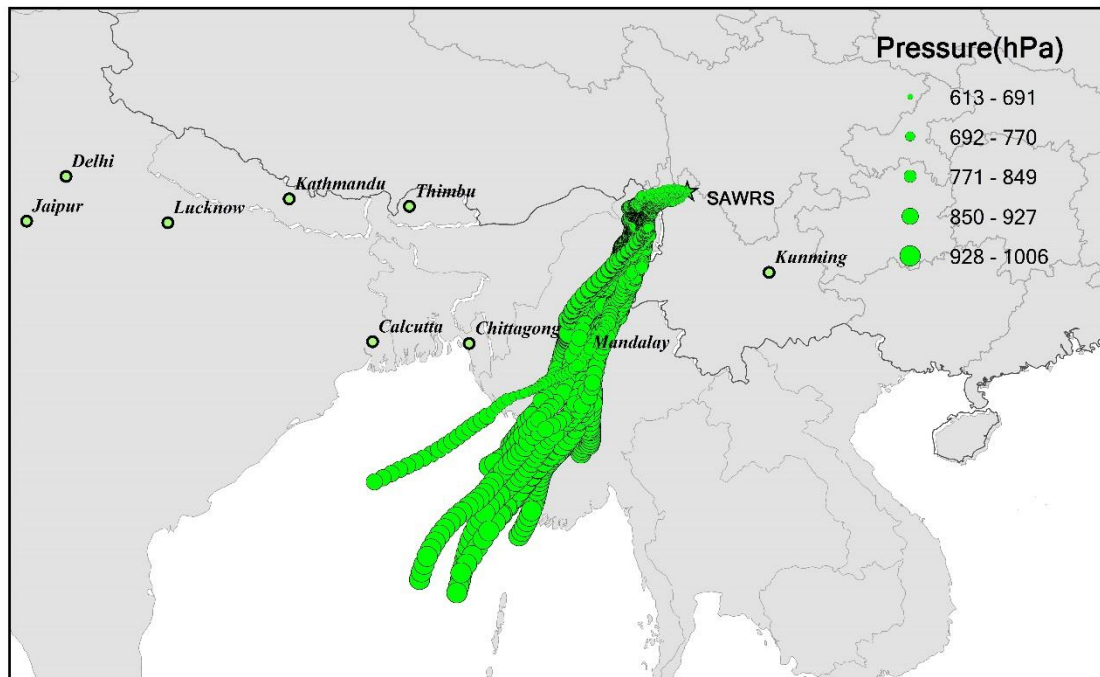 Pressure(hPa)
613 - 691
692 - 770
771 - 849
850 - 927
928 - 1006
Delhi
Jaipur
Lucknow
Kathmandu
Thimbu
SAWRS
Kunming
Calcutta
Chittagong
Mandalay